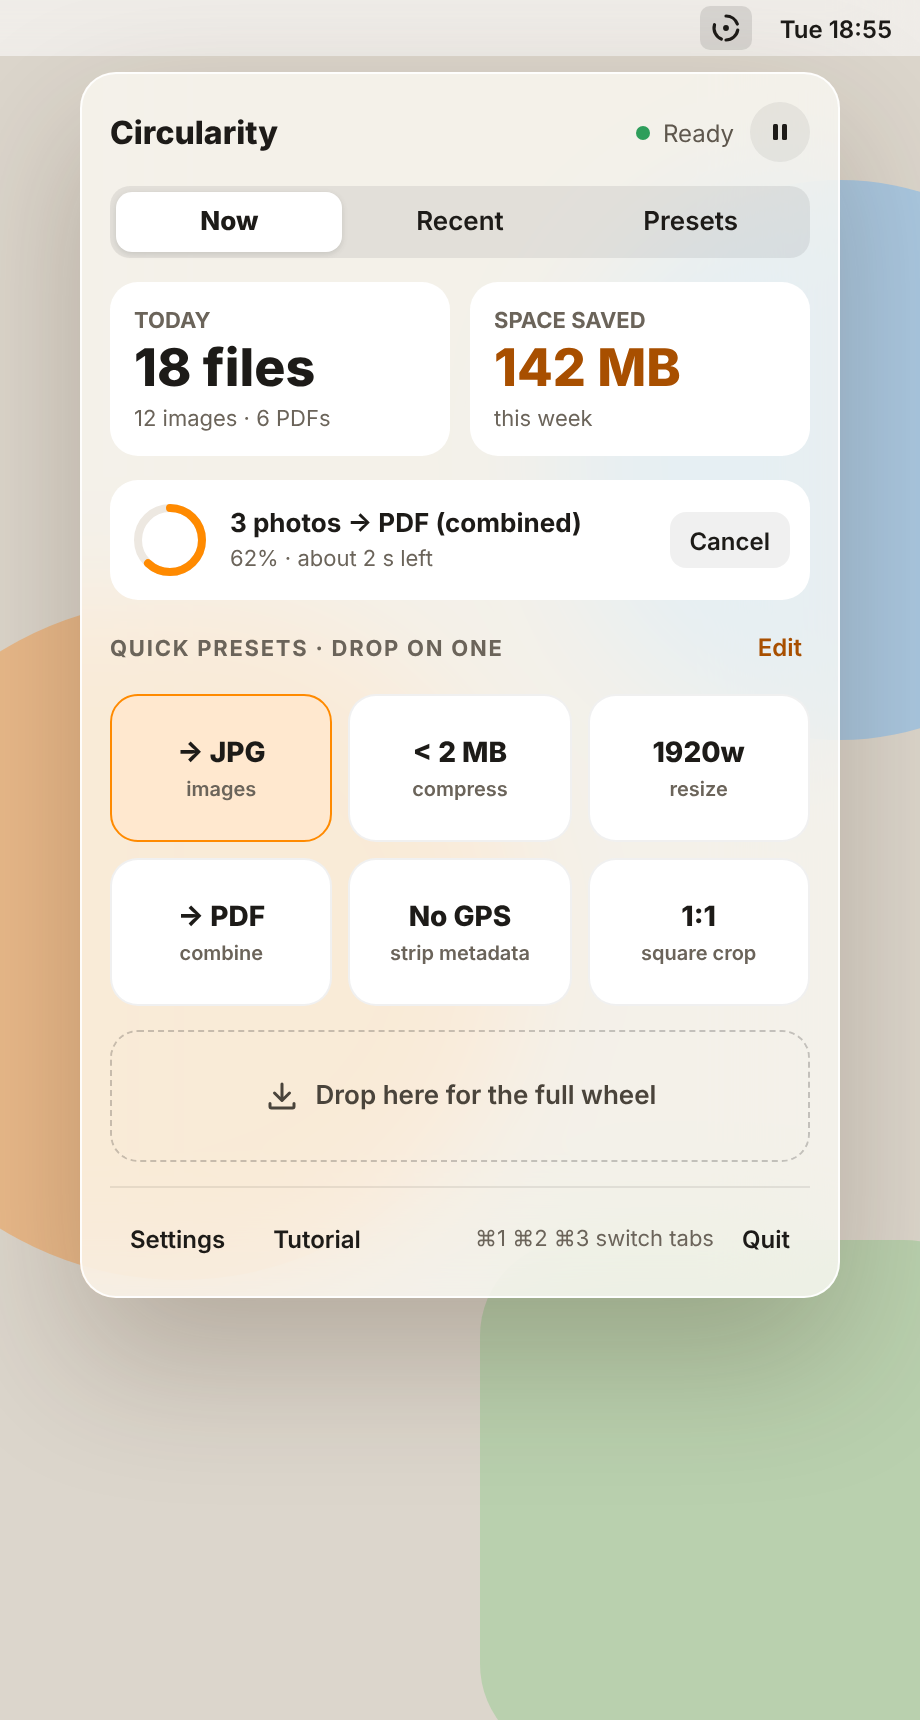 Tue 18:55
Circularity
Ready
Now Recent Presets
TODAY
18 files
12 images · 6 PDFs
SPACE SAVED
142 MB
this week
3 photos → PDF (combined)
62% · about 2 s left
Cancel
QUICK PRESETS · DROP ON ONE
Edit
→ JPG
images
< 2 MB
compress
1920w
resize
→ PDF
combine
No GPS
strip metadata
1:1
square crop
Drop here for the full wheel
Settings Tutorial ⌘1 ⌘2 ⌘3 switch tabs Quit